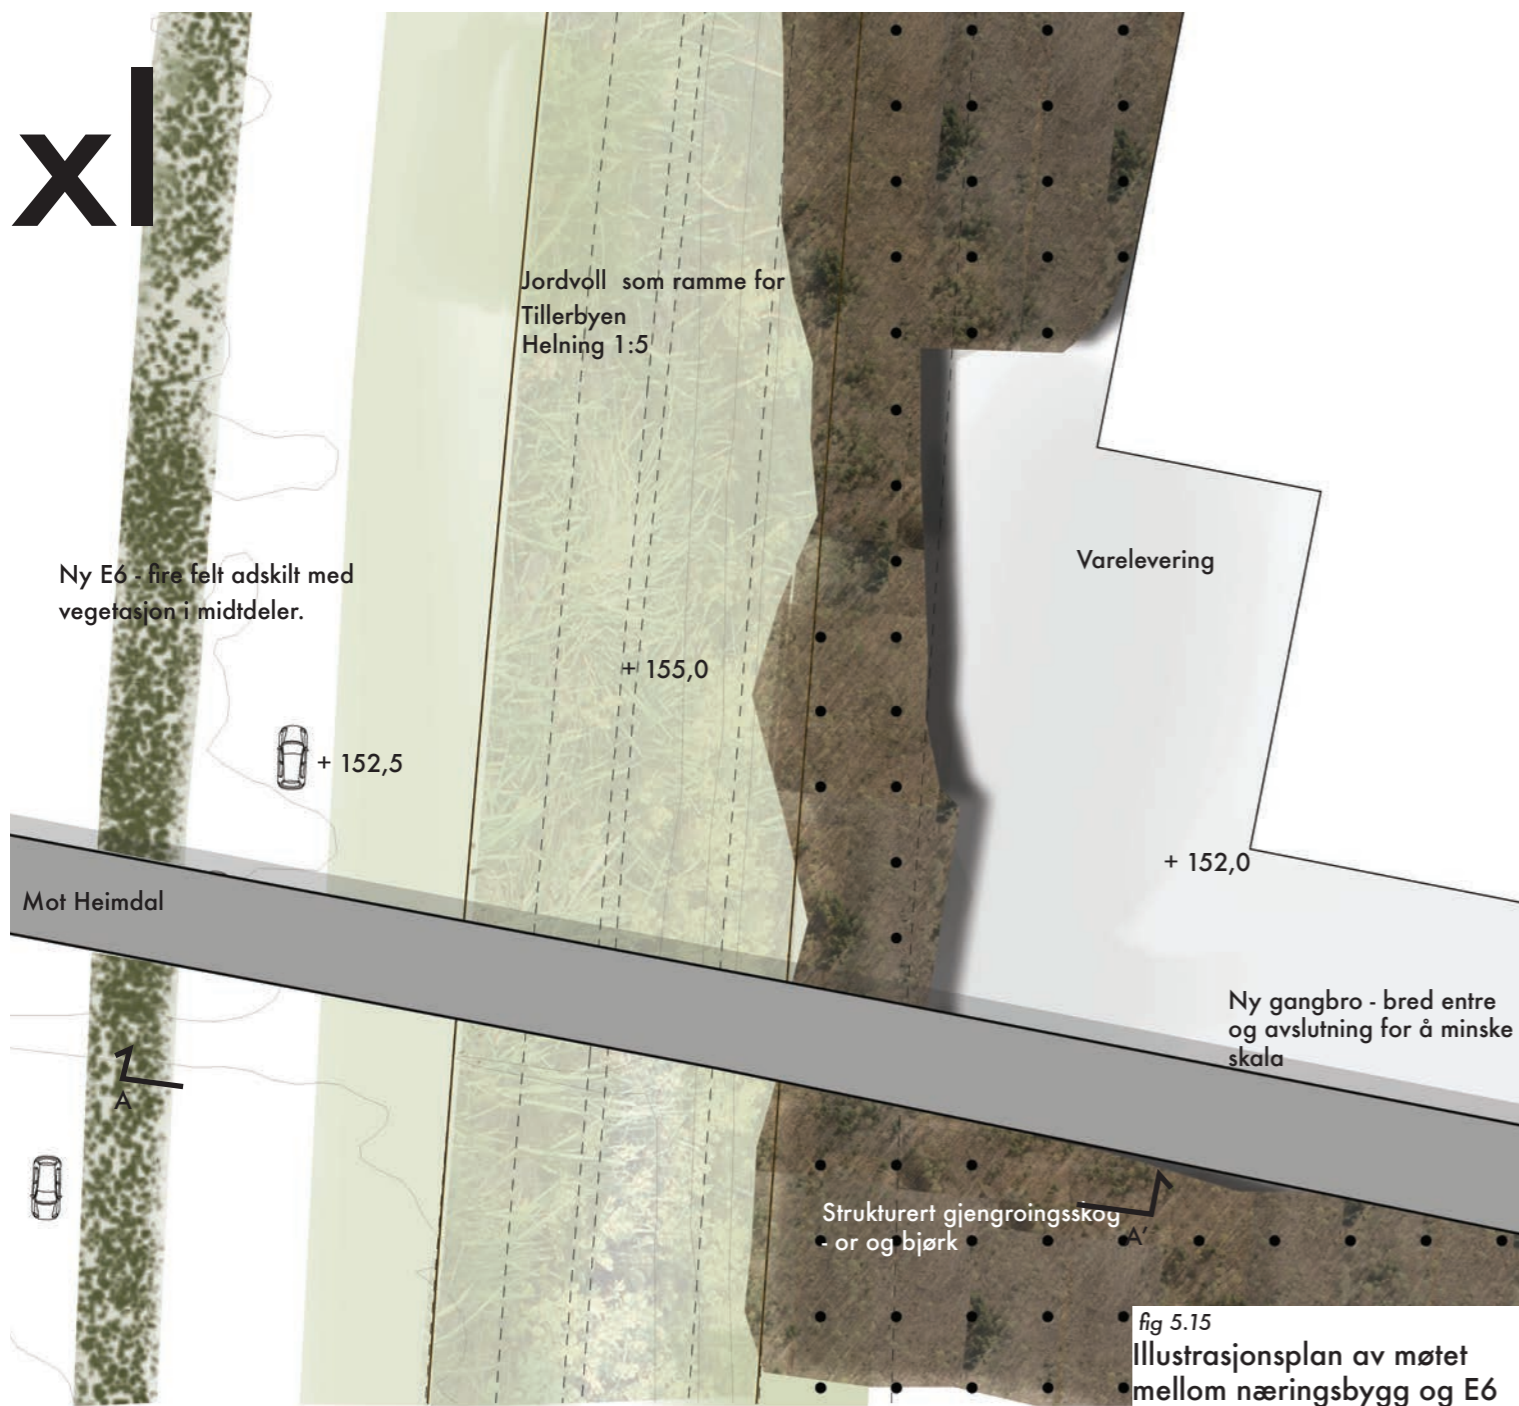 xl
Jordvoll som ramme for
Tillerbyen
Helning 1:5
Ny E6 - fire felt adskilt med
vegetasjon i midtdeler.
Varelevering
+ 155,0
+ 152,5
+ 152,0
Mot Heimdal
Ny gangbro - bred entre
og avslutning for å minske
skala
A
Strukturert gjengroingsskog
- or og bjørk
A'
fig 5.15
Illustrasjonsplan av møtet
mellom næringsbygg og E6